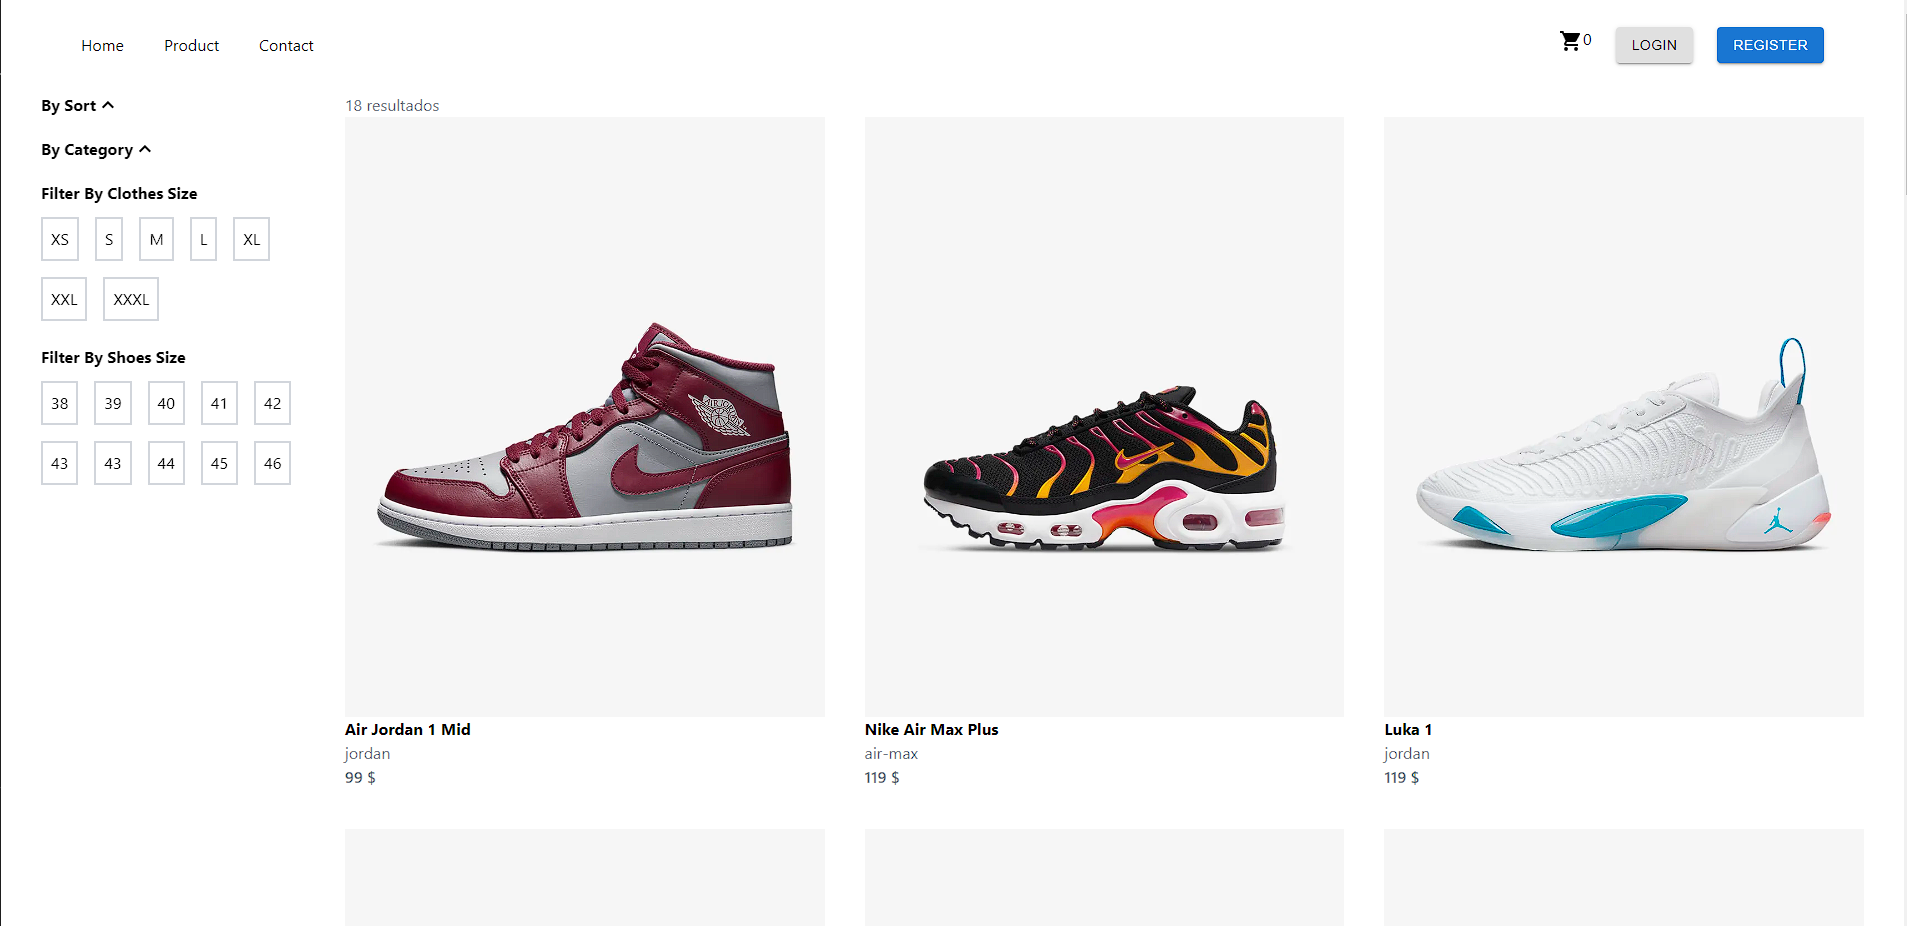 Home Product Contact 0 LOGIN REGISTER
By Sort
By Category
Filter By Clothes Size
XS S M L XL
XXL XXXL
Filter By Shoes Size
38 39 40 41 42
43 43 44 45 46
18 resultados
Air Jordan 1 Mid
jordan
99 $
Nike Air Max Plus
air-max
119 $
Luka 1
jordan
119 $